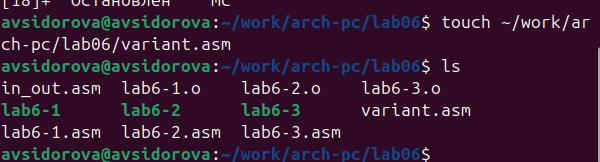 [18]+ Остановлен mc
avsidorova@avsidorova:~/work/arch-pc/lab06$ touch ~/work/ar
ch-pc/lab06/variant.asm
avsidorova@avsidorova:~/work/arch-pc/lab06$ ls
in_out.asm lab6-1.o lab6-2.o lab6-3.o
lab6-1 lab6-2 lab6-3 variant.asm
lab6-1.asm lab6-2.asm lab6-3.asm
avsidorova@avsidorova:~/work/arch-pc/lab06$